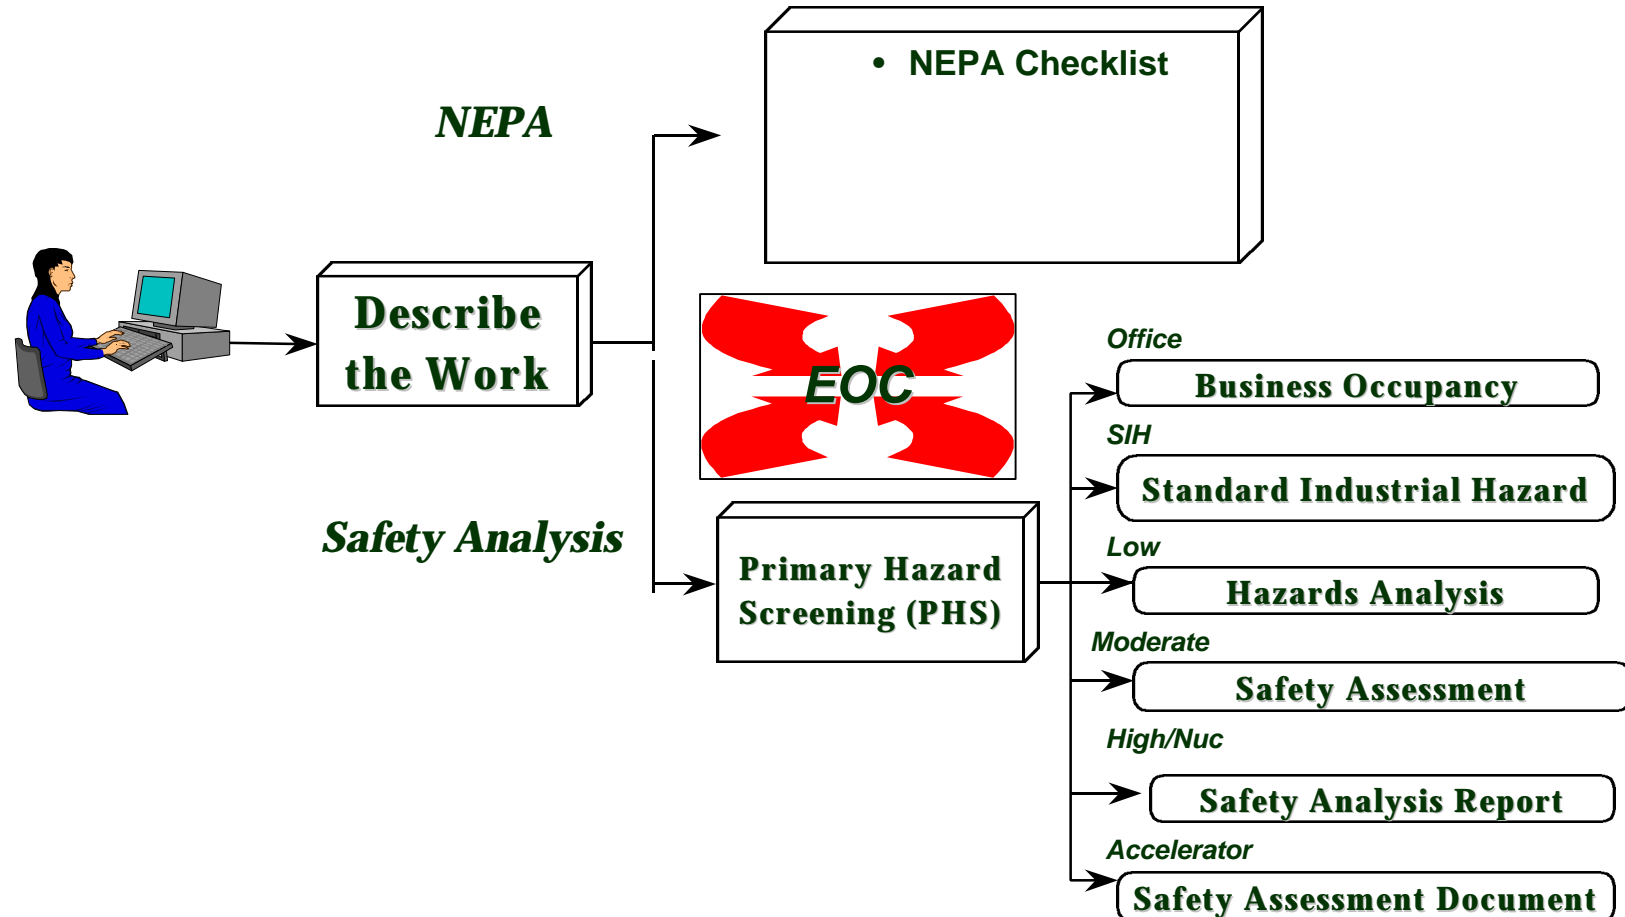 • NEPA Checklist
NEPA
Describe
the Work
EOC
Office
Business Occupancy
SIH
Standard Industrial Hazard
Safety Analysis
Primary Hazard
Screening (PHS)
Low
Hazards Analysis
Moderate
Safety Assessment
High/Nuc
Safety Analysis Report
Accelerator
Safety Assessment Document